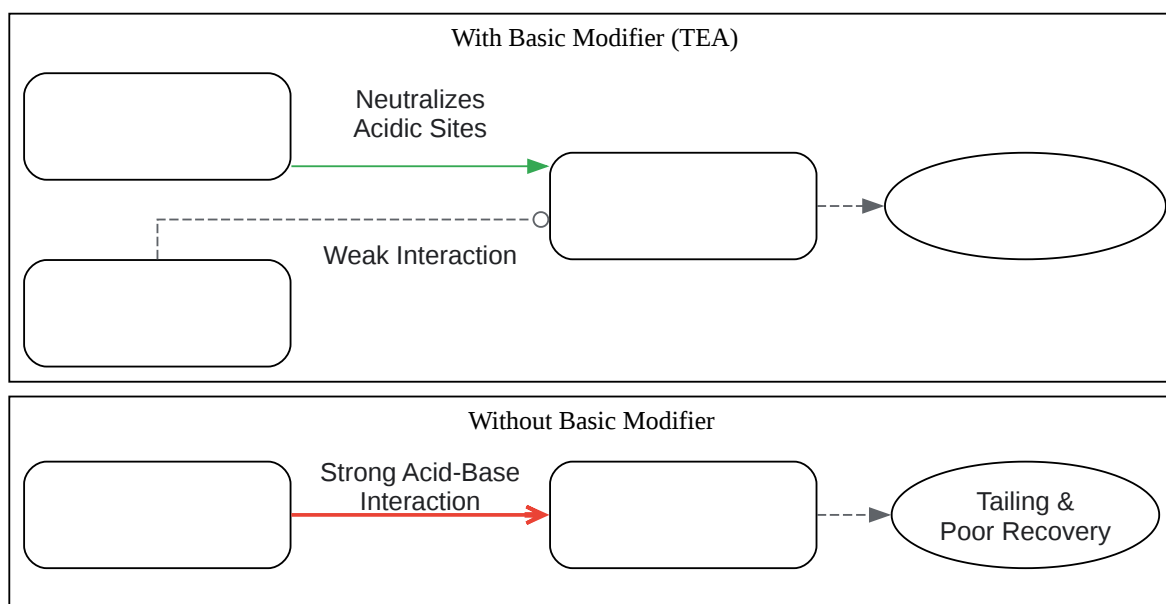 With Basic Modifier (TEA)
Neutralizes
Acidic Sites
Weak Interaction
Without Basic Modifier
Strong Acid-Base
Interaction
Tailing &
Poor Recovery